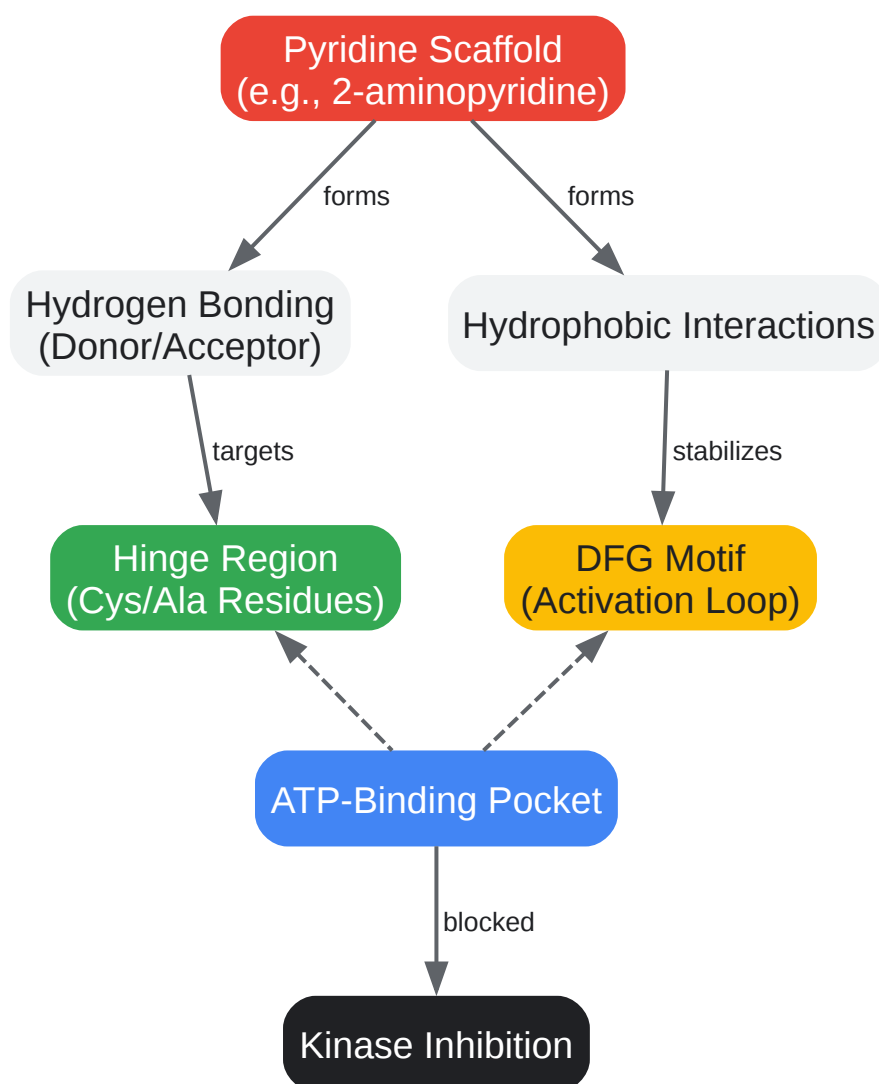 Pyridine Scaffold
(e.g., 2-aminopyridine)
forms
forms
Hydrogen Bonding
(Donor/Acceptor)
Hydrophobic Interactions
targets
stabilizes
Hinge Region
(Cys/Ala Residues)
DFG Motif
(Activation Loop)
ATP-Binding Pocket
blocked
Kinase Inhibition